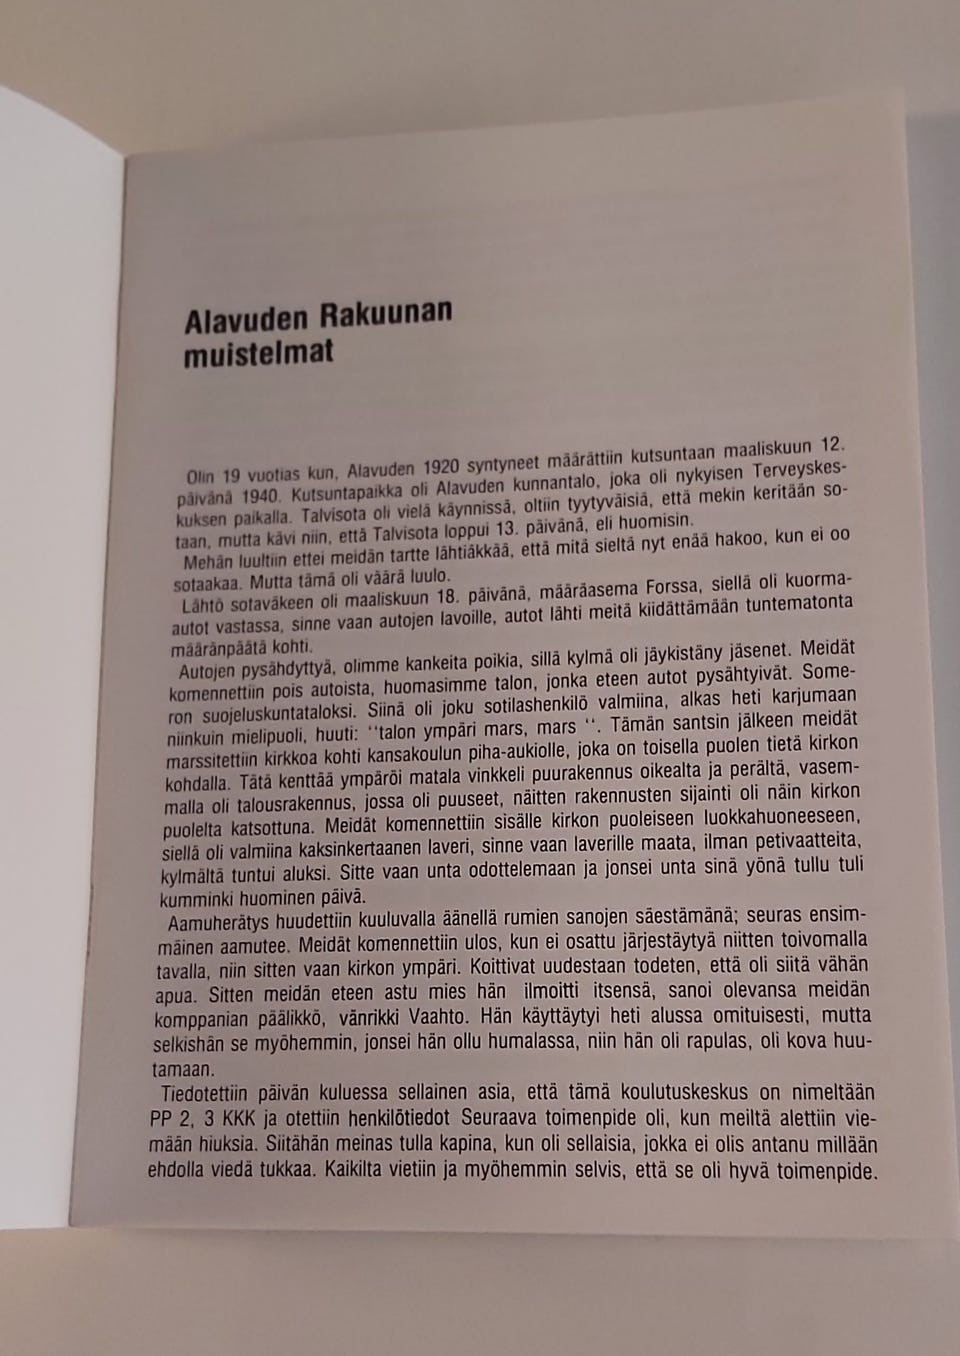 Alavuden Rakuunan
muistelmat
Olin 19 vuotias kun, Alavuden 1920 syntyneet määrättiin kutsuntaan maaliskuun 12.
päivänä 1940. Kutsuntapaikka oli Alavuden kunnantalo, joka oli nykyisen Terveyskes-
kuksen paikalla. Talvisota oli vielä käynnissä, oltiin tyytyväisiä, että mekin keritään so-
taan, mutta kävi niin, että Talvisota loppui 13. päivänä, eli huomisin.
Mehän luultiin ettei meidän tartte lähtiäkkää, että mitä sieltä nyt enää hakoo, kun ei oo
sotaakaa. Mutta tämä oli väärä luulo.
Lähtö sotaväkeen oli maaliskuun 18. päivänä, määräasema Forssa, siellä oli kuorma-
autot vastassa, sinne vaan autojen lavoille, autot lähti meitä kiidättämään tuntematonta
määränpäätä kohti.
Autojen pysähdyttyä, olimme kankeita poikia, sillä kylmä oli jäykistäny jäsenet. Meidät
komennettiin pois autoista, huomasimme talon, jonka eteen autot pysähtyivät. Some-
ron suojeluskuntataloksi. Siinä oli joku sotilashenkilö valmiina, alkas heti karjumaan
niinkuin mielipuoli, huuti: ‘‘talon ympäri mars, mars ‘‘. Tämän santsin jälkeen meidät
marssitettiin kirkkoa kohti kansakoulun piha-aukiolle, joka on toisella puolen tietä kirkon
kohdalla. Tätä kenttää ympäröi matala vinkkeli puurakennus oikealta ja perältä, vasem-
malla oli talousrakennus, jossa oli puuseet, näitten rakennusten sijainti oli näin kirkon
puolelta katsottuna. Meidät komennettiin sisälle kirkon puoleiseen luokkahuoneeseen,
siellä oli valmiina kaksinkertaanen laveri, sinne vaan laverille maata, ilman petivaatteita,
kylmältä tuntui aluksi. Sitte vaan unta odottelemaan ja jonsei unta sinä yönä tullu tuli
kumminki huominen päivä.
Aamuherätys huudettiin kuuluvalla äänellä rumien sanojen säestämänä; seuras ensim-
mäinen aamutee. Meidät komennettiin ulos, kun ei osattu järjestäytyä niitten toivomalla
tavalla, niin sitten vaan kirkon ympäri. Koittivat uudestaan todeten, että oli siitä vähän
apua. Sitten meidän eteen astu mies hän ilmoitti itsensä, sanoi olevansa meidän
komppanian päälikkö, vänrikki Vaahto. Hän käyttäytyi heti alussa omituisesti, mutta
selkishän se myöhemmin, jonsei hän ollu humalassa, niin hän oli rapulas, oli kova huu-
tamaan.
Tiedotettiin päivän kuluessa sellainen asia, että tämä koulutuskeskus on nimeltään
PP 2, 3 KKK ja otettiin henkilötiedot Seuraava toimenpide oli, kun meiltä alettiin vie-
mään hiuksia. Siitähän meinas tulla kapina, kun oli sellaisia, jokka ei olis antanu millään
ehdolla viedä tukkaa. Kaikilta vietiin ja myöhemmin selvis, että se oli hyvä toimenpide.